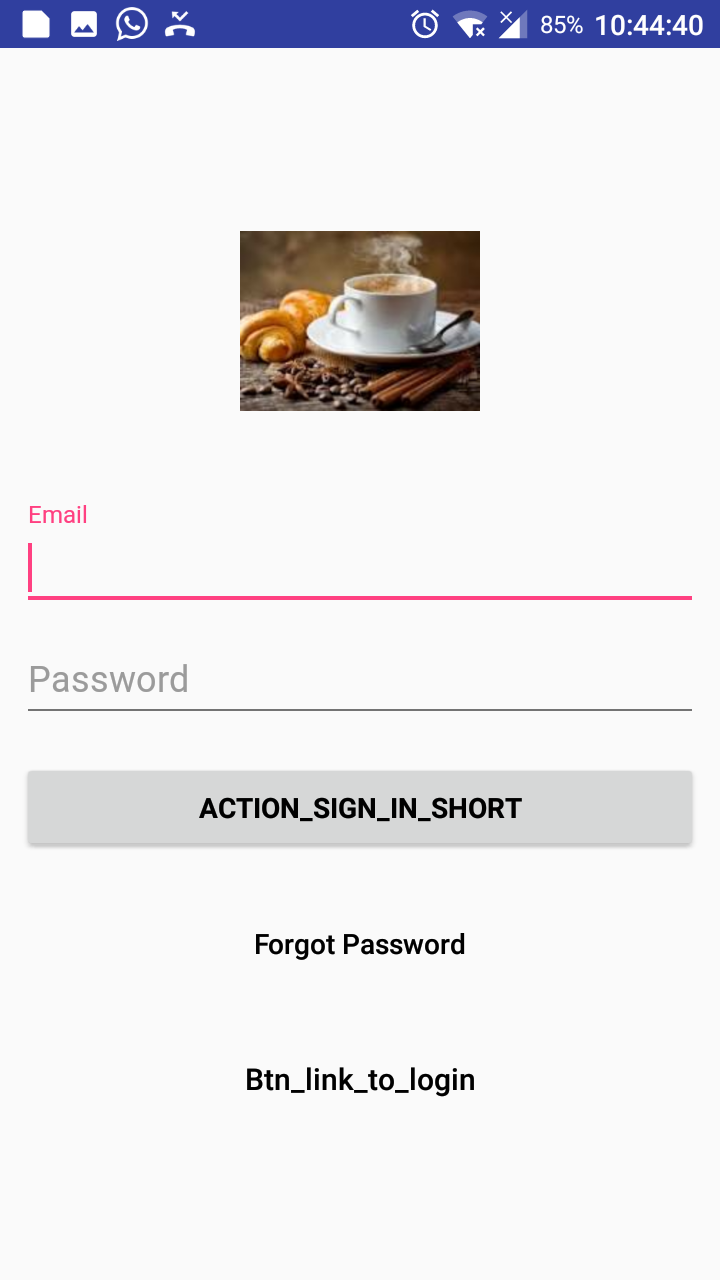 85% 10:44:40
Email
Password
ACTION_SIGN_IN_SHORT
Forgot Password
Btn_link_to_login